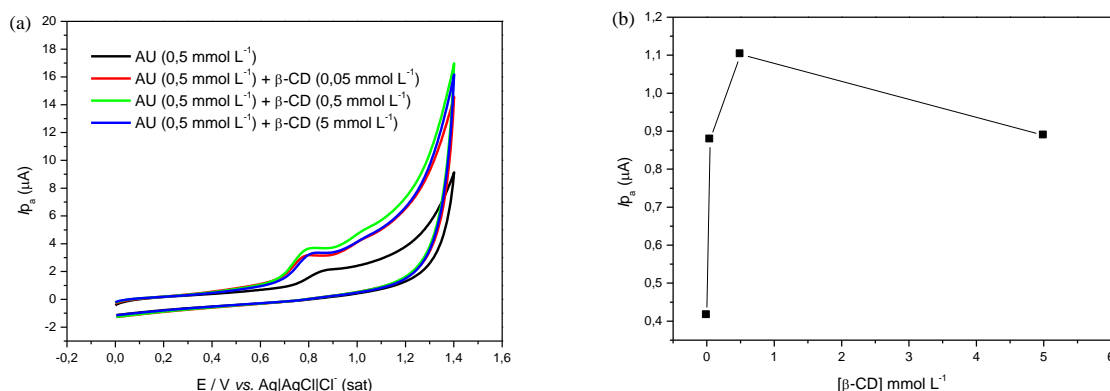 (a)
20
18
16
14
12
10
8
6
4
2
0
-2
Ip_a (μA)
AU (0,5 mmol L⁻¹)
AU (0,5 mmol L⁻¹) + β-CD (0,05 mmol L⁻¹)
AU (0,5 mmol L⁻¹) + β-CD (0,5 mmol L⁻¹)
AU (0,5 mmol L⁻¹) + β-CD (5 mmol L⁻¹)
-0,2 0,0 0,2 0,4 0,6 0,8 1,0 1,2 1,4 1,6
E / V vs. Ag|AgCl|Cl⁻ (sat)
(b)
1,2
1,1
1,0
0,9
0,8
0,7
0,6
0,5
0,4
Ip_a (μA)
0 1 2 3 4 5 6
[β-CD] mmol L⁻¹